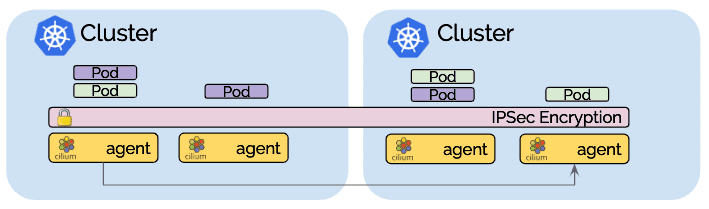 Cluster
Cluster
Pod
Pod
Pod
Pod
Pod
Pod
IPSec Encryption
cilium
agent
cilium
agent
cilium
agent
cilium
agent